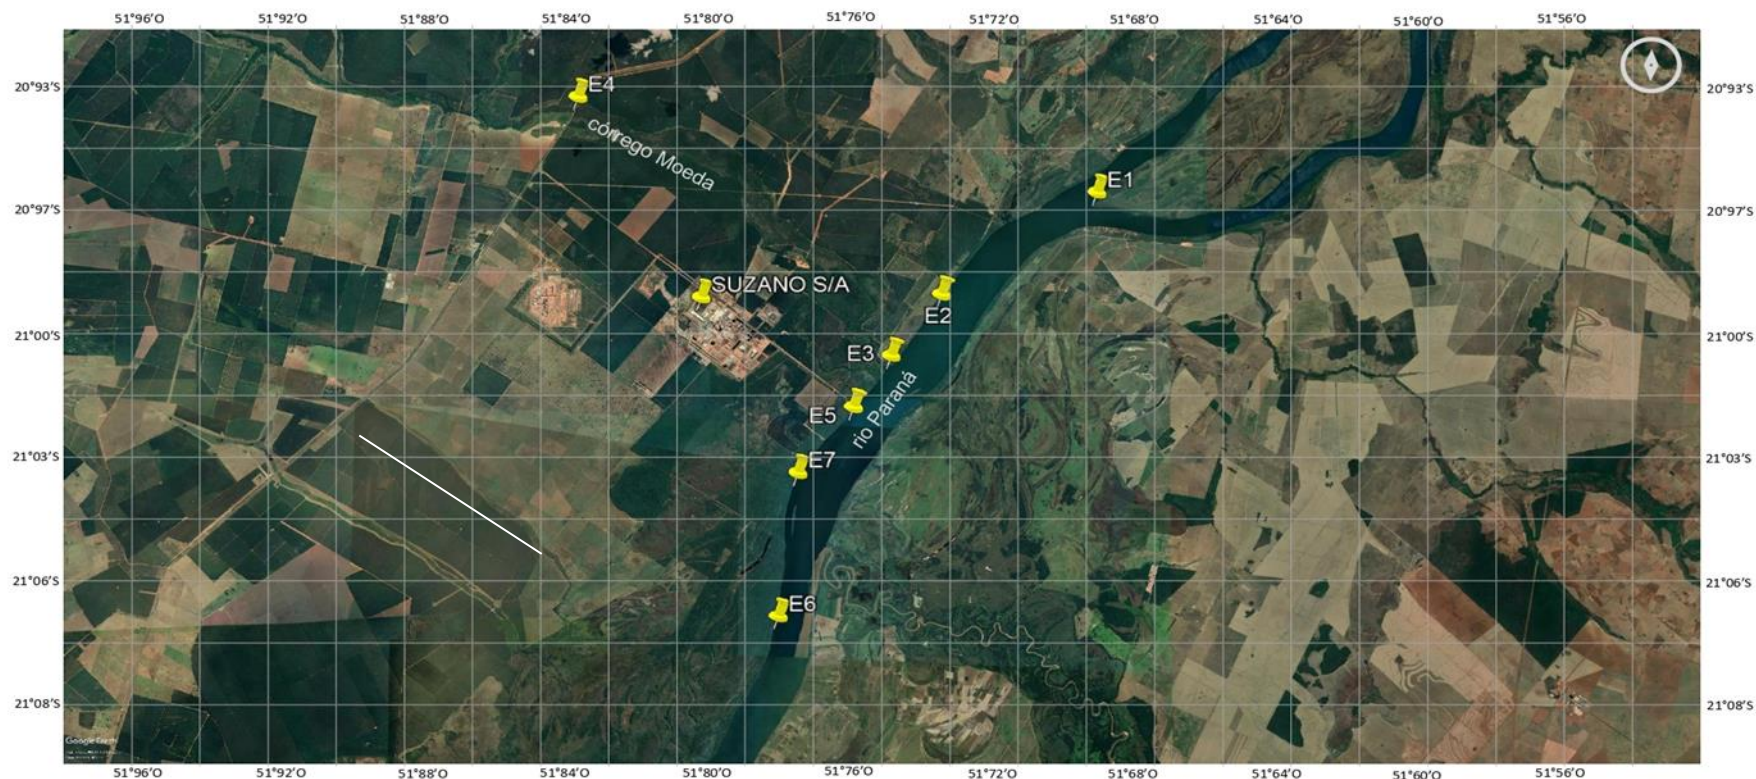 51°96'O 51°92'O 51°88'O 51°84'O 51°80'O 51°76'O 51°72'O 51°68'O 51°64'O 51°60'O 51°56'O
20°93'S E4 20°93'S
córrego Moeda
E1
20°97'S 20°97'S
SUZANO S/A
E2
21°00'S 21°00'S
E3
rio Paraná
E5
21°03'S E7 21°03'S
21°06'S 21°06'S
E6
21°08'S 21°08'S
Google Earth
51°96'O 51°92'O 51°88'O 51°84'O 51°80'O 51°76'O 51°72'O 51°68'O 51°64'O 51°60'O 51°56'O